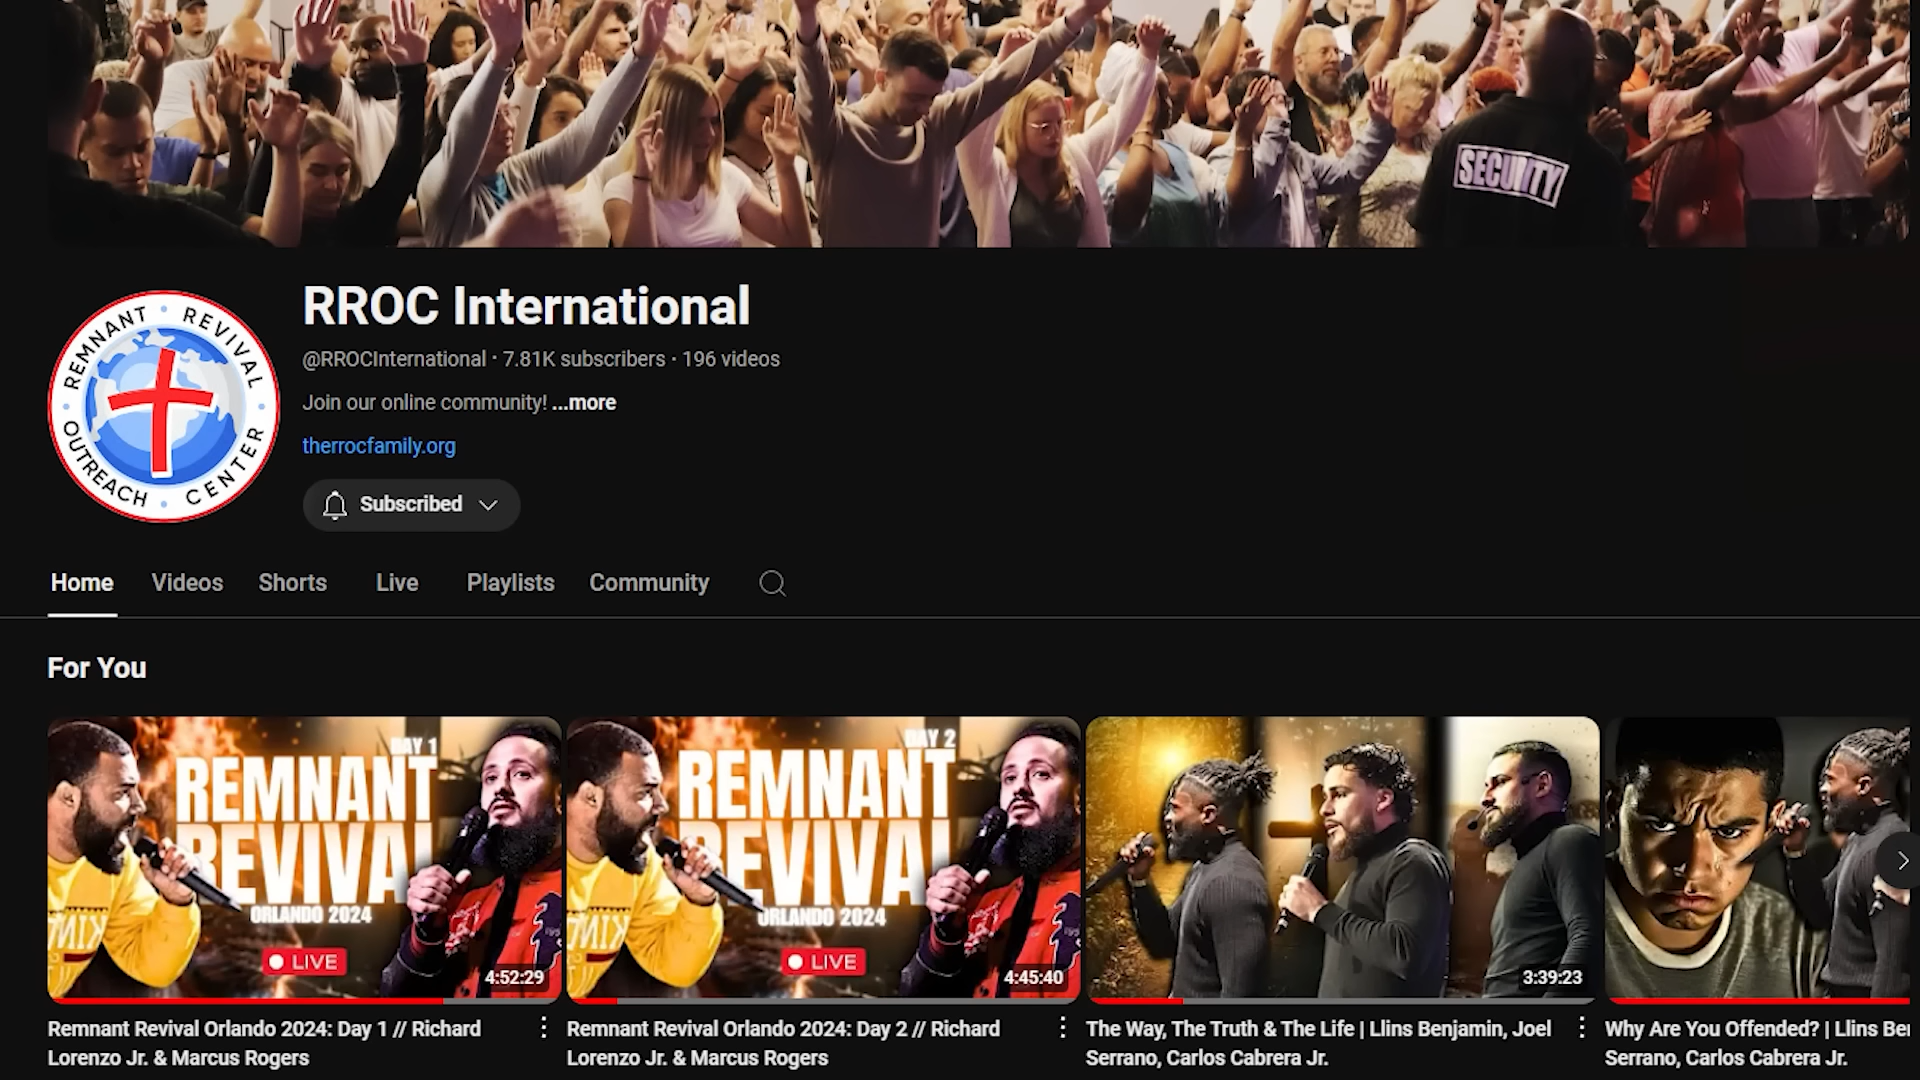 SECURITY
REMNANT · REVIVAL
OUTREACH · CENTER
RROC International
@RROCInternational · 7.81K subscribers · 196 videos
Join our online community! ...more
therrocfamily.org
Subscribed
Home Videos Shorts Live Playlists Community
For You
DAY 1
REMNANT
REVIVAL
ORLANDO 2024
LIVE
4:52:29
DAY 2
REMNANT
REVIVAL
ORLANDO 2024
LIVE
4:45:40
3:39:23
Remnant Revival Orlando 2024: Day 1 // Richard
Lorenzo Jr. & Marcus Rogers
Remnant Revival Orlando 2024: Day 2 // Richard
Lorenzo Jr. & Marcus Rogers
The Way, The Truth & The Life | Llins Benjamin, Joel
Serrano, Carlos Cabrera Jr.
Why Are You Offended? | Llins Be
Serrano, Carlos Cabrera Jr.